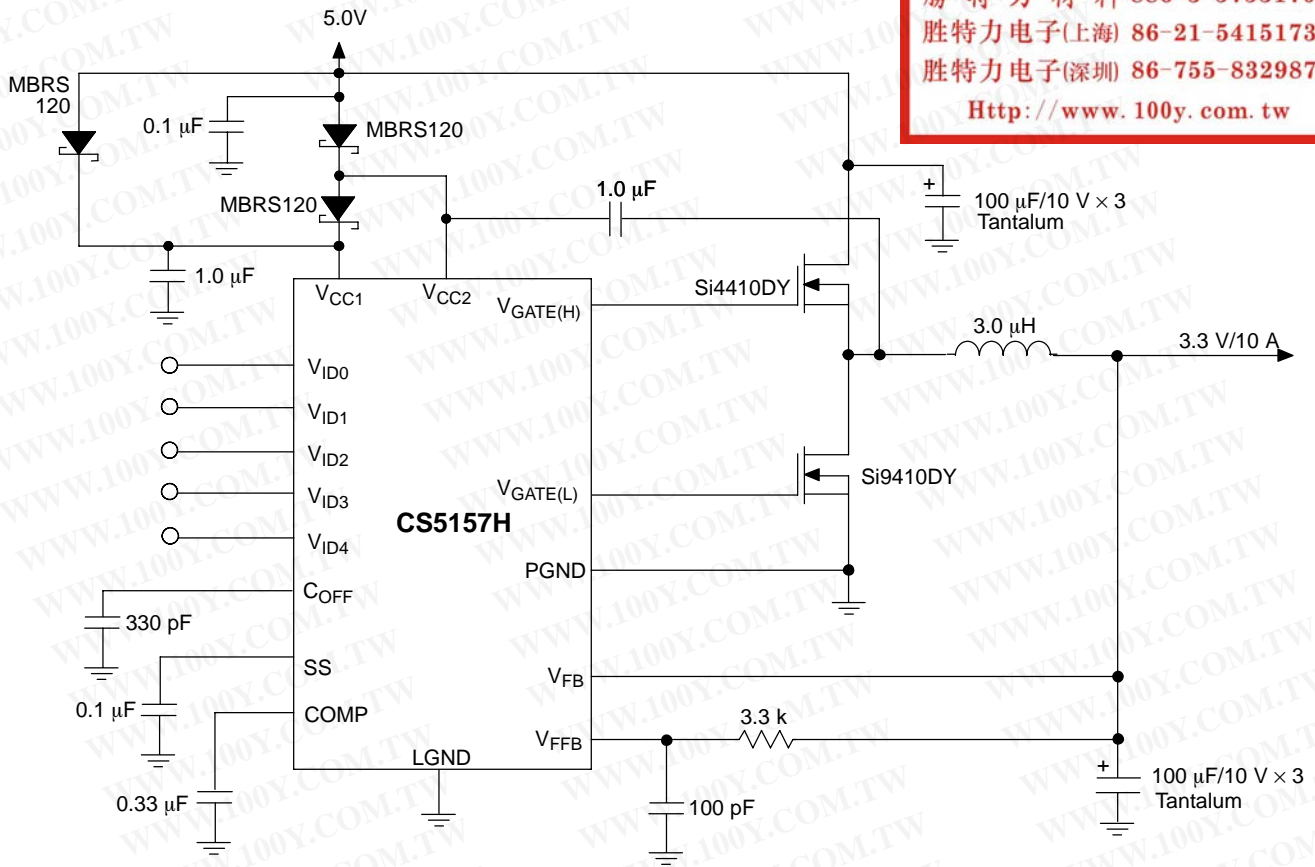 5.0V
胜特力电子(上海) 86-21-5415173
胜特力电子(深圳) 86-755-832987
Http://www.100y.com.tw
MBRS
120
0.1 μF
MBRS120
MBRS120
1.0 μF
1.0 μF
100 μF/10 V × 3
Tantalum
VCC1
VCC2
VGATE(H)
Si4410DY
3.0 μH
3.3 V/10 A
VID0
VID1
VID2
VID3
VID4
VGATE(L)
Si9410DY
CS5157H
PGND
COFF
330 pF
SS
VFB
0.1 μF
COMP
VFFB
3.3 k
LGND
0.33 μF
100 pF
100 μF/10 V × 3
Tantalum
WWW.100Y.COM.TW